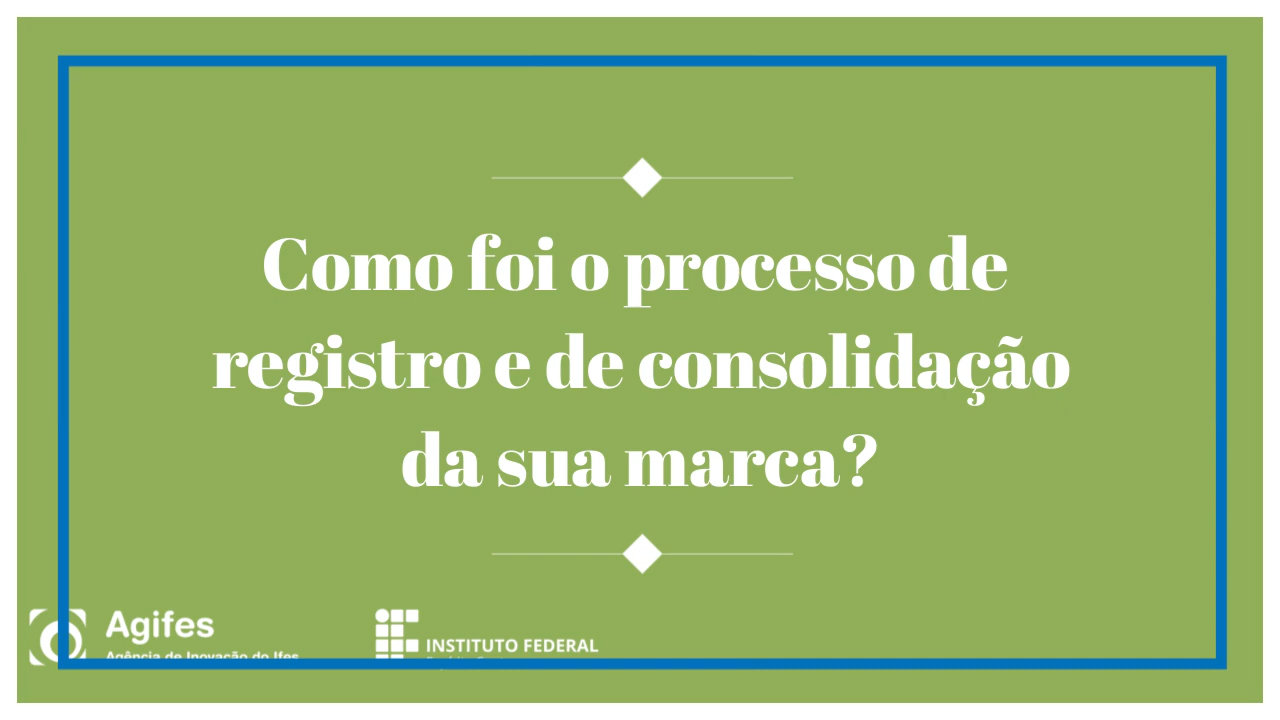 Como foi o processo de
registro e de consolidação
da sua marca?
Agifes
Agência de Inovação do Ifes
INSTITUTO FEDERAL